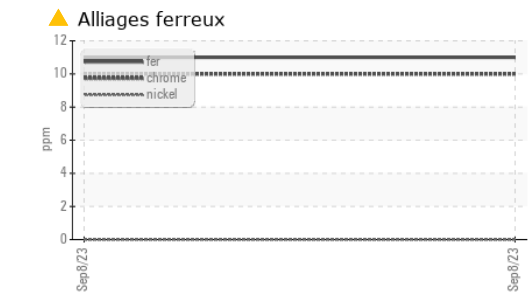 Alliages ferreux
12
10
8
6
4
2
0
ppm
fer
chrome
nickel
Sep8/23
Sep8/23